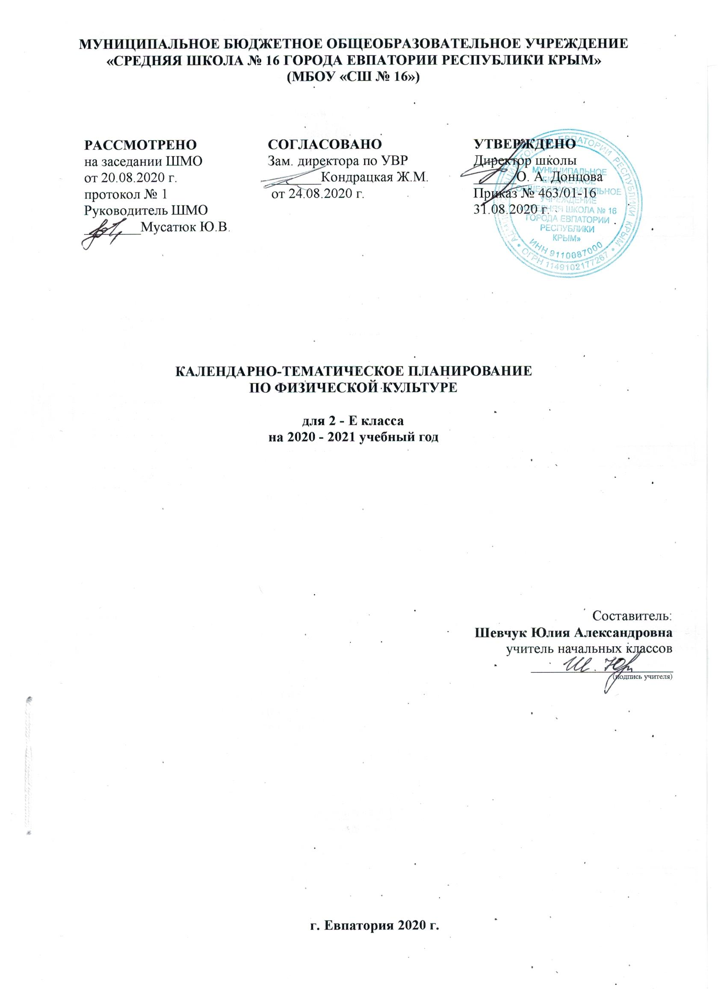 МУНИЦИПАЛЬНОЕ БЮДЖЕТНОЕ ОБЩЕОБРАЗОВАТЕЛЬНОЕ УЧРЕЖДЕНИЕ
«СРЕДНЯЯ ШКОЛА № 16 ГОРОДА ЕВПАТОРИИ РЕСПУБЛИКИ КРЫМ»
(МБОУ «СШ № 16»)
РАССМОТРЕНО
на заседании ШМО
от 20.08.2020 г.
протокол № 1
Руководитель ШМО
Мусатюк Ю.В.
СОГЛАСОВАНО
Зам. директора по УВР
Кондрацкая Ж.М.
от 24.08.2020 г.
УТВЕРЖДЕНО
Директор школы
О. А. Донцова
Приказ № 463/01-16
31.08.2020 г.
ГОРОДА ЕВПАТОРИИ РЕСПУБЛИКИ КРЫМ
ОГРН 1149102177267
МУНИЦИПАЛЬНОЕ
БЮДЖЕТНОЕ
ОБЩЕОБРАЗОВАТЕЛЬНОЕ
УЧРЕЖДЕНИЕ
«СРЕДНЯЯ ШКОЛА № 16
ГОРОДА ЕВПАТОРИИ
РЕСПУБЛИКИ
КРЫМ»
ИНН 9110087000
КАЛЕНДАРНО-ТЕМАТИЧЕСКОЕ ПЛАНИРОВАНИЕ
ПО ФИЗИЧЕСКОЙ КУЛЬТУРЕ
для 2 - Е класса
на 2020 - 2021 учебный год
Составитель:
Шевчук Юлия Александровна
учитель начальных классов
(подпись учителя)
г. Евпатория 2020 г.